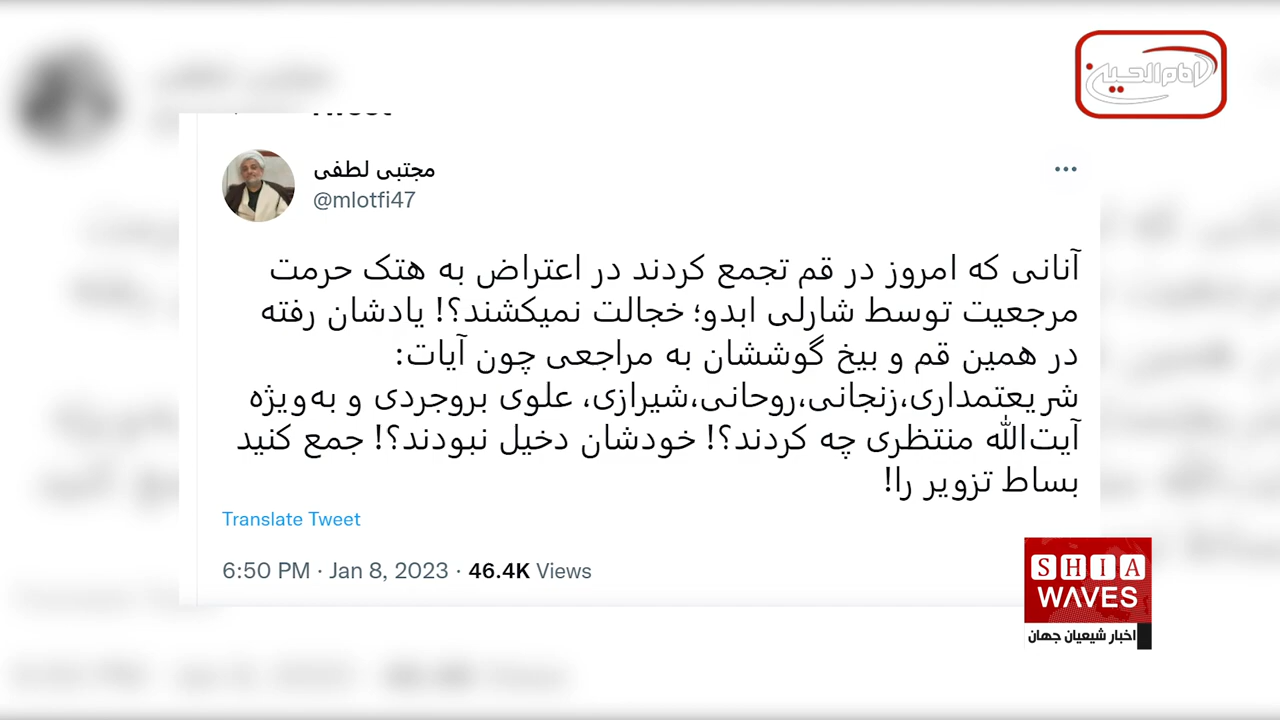 امام الحسین
مجتبی لطفی
@mlotfi47
آنانی که امروز در قم تجمع کردند در اعتراض به هتک حرمت
مرجعیت توسط شارلی ابدو؛ خجالت نمیکشند؟! یادشان رفته
در همین قم و بیخ گوششان به مراجعی چون آیات:
شریعتمداری،زنجانی،روحانی،شیرازی، علوی بروجردی و به‌ویژه
آیت‌الله منتظری چه کردند؟! خودشان دخیل نبودند؟! جمع کنید
بساط تزویر را!
Translate Tweet
6:50 PM · Jan 8, 2023 · 46.4K Views
SHIA
WAVES
اخبار شیعیان جهان